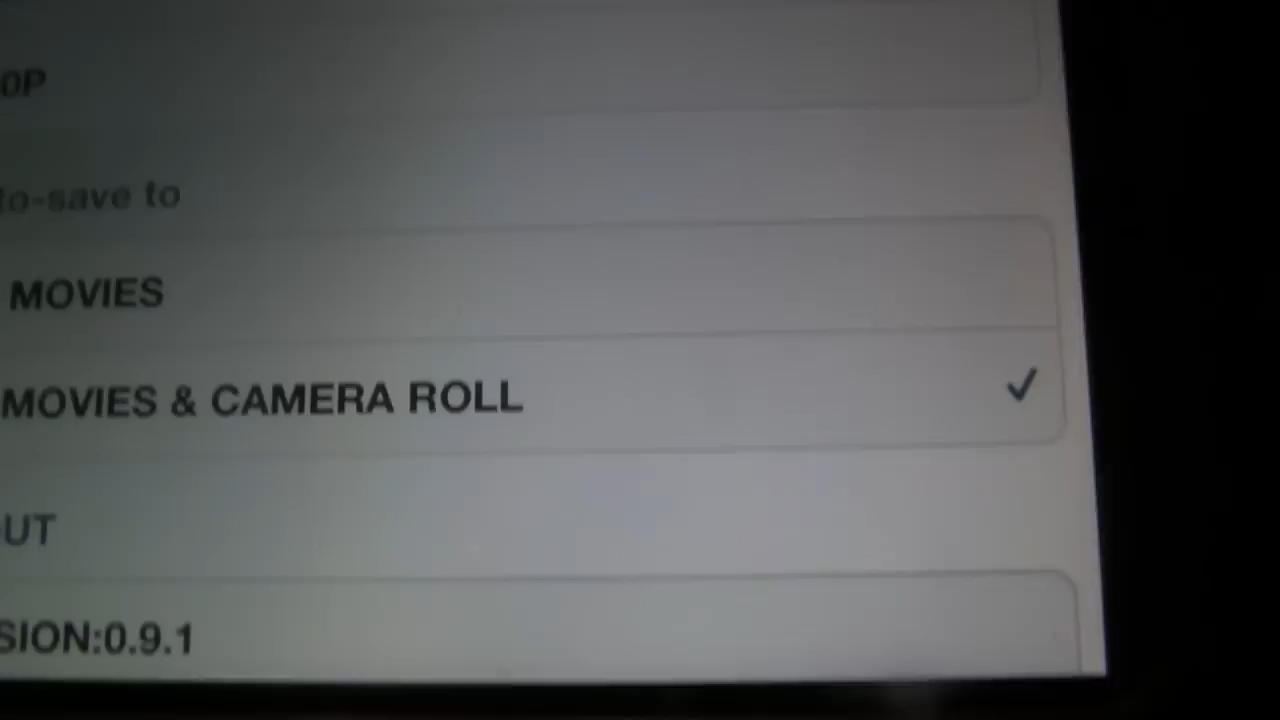 0P
to-save to
MOVIES
MOVIES & CAMERA ROLL
UT
SION:0.9.1